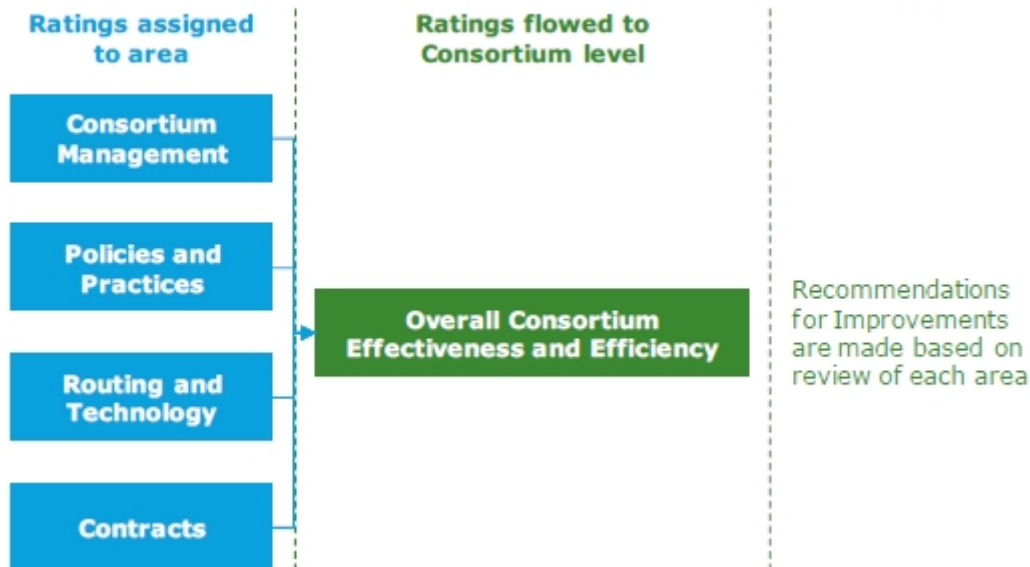 Ratings assigned
to area
Ratings flowed to
Consortium level
Consortium
Management
Policies and
Practices
Routing and
Technology
Contracts
Overall Consortium
Effectiveness and Efficiency
Recommendations
for Improvements
are made based on
review of each area